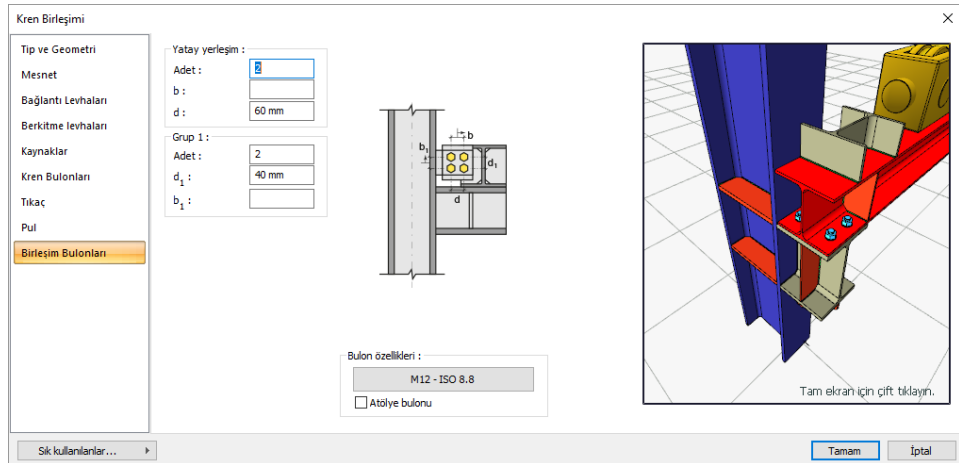 Kren Birleşimi
Tip ve Geometri
Mesnet
Bağlantı Levhaları
Berkitme levhaları
Kaynaklar
Kren Bulonları
Tıkaç
Pul
Birleşim Bulonları
Yatay yerleşim :
Adet : 2
b :
d : 60 mm
Grup 1 :
Adet : 2
d1 : 40 mm
b1 :
b
b1
d1
d
Bulon özellikleri :
M12 - ISO 8.8
Atölye bulonu
Tam ekran için çift tıklayın.
Sık kullanılanlar...
Tamam
İptal